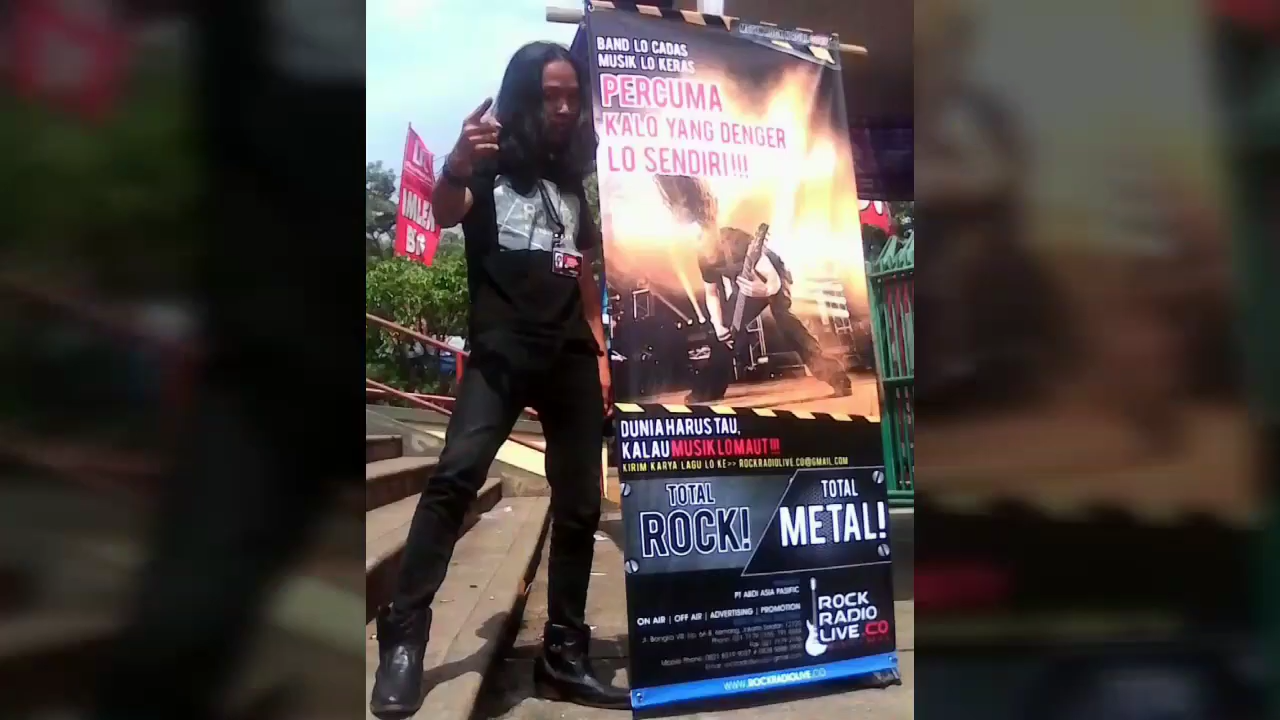 BAND LO CADAS
MUSIK LO KERAS
PERCUMA
KALO YANG DENGER
LO SENDIRI!!!
IMLEK
DUNIA HARUS TAU,
KALAU MUSIK LO MAUT !!!
KIRIM KARYA LAGU LO KE>> ROCKRADIOLIVE.CO@GMAIL.COM
TOTAL
ROCK!
TOTAL
METAL!
PT ABDI ASIA PASIFIC
ON AIR | OFF AIR | ADVERTISING | PROMOTION
ROCK
RADIO
LIVE.CO
WWW.ROCKRADIOLIVE.CO